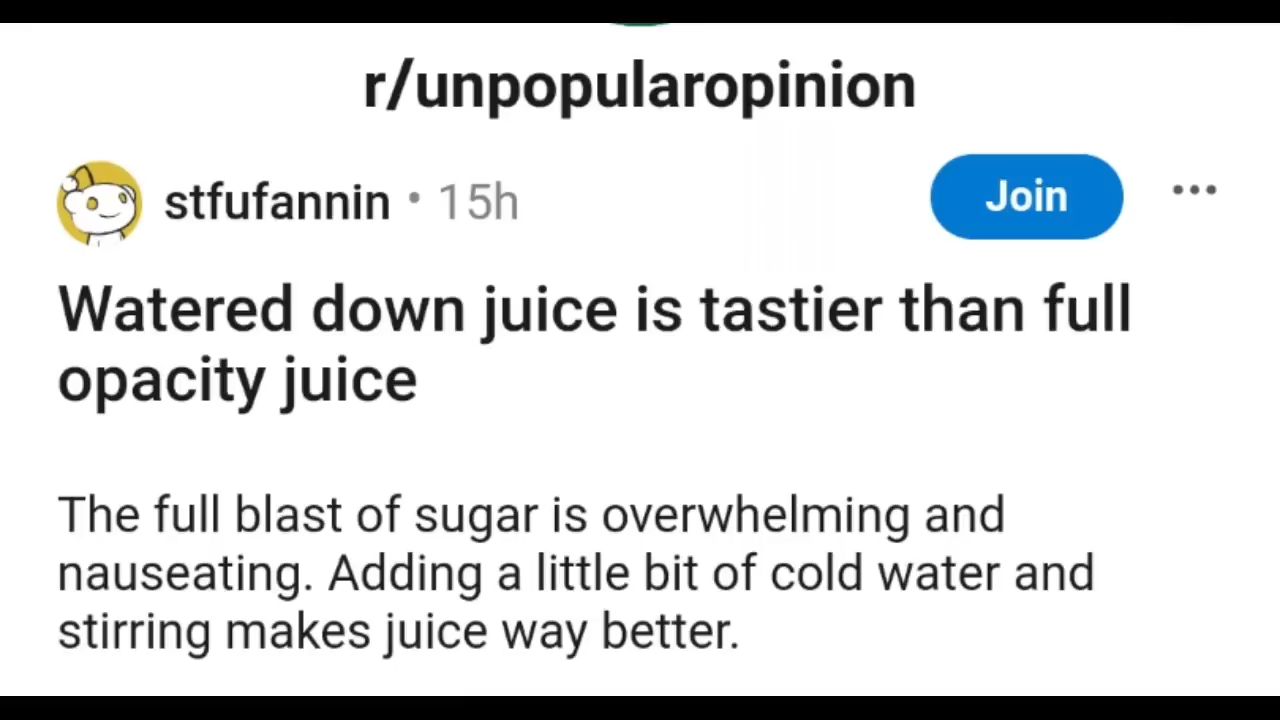 r/unpopularopinion
stfufannin • 15h
Join
Watered down juice is tastier than full
opacity juice
The full blast of sugar is overwhelming and
nauseating. Adding a little bit of cold water and
stirring makes juice way better.